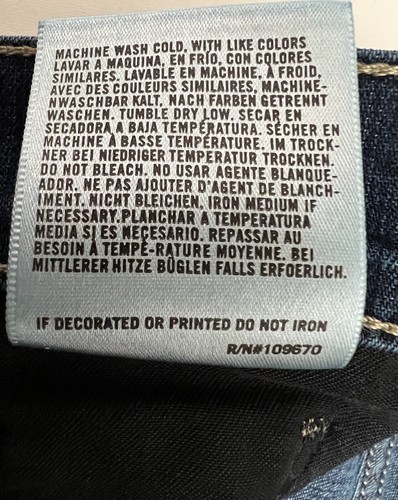 MACHINE WASH COLD, WITH LIKE COLORS
LAVAR A MAQUINA, EN FRÍO, CON COLORES
SIMILARES. LAVABLE EN MACHINE, À FROID,
AVEC DES COULEURS SIMILAIRES, MACHINE-
NWASCHBAR KALT, NACH FARBEN GETRENNT
WASCHEN. TUMBLE DRY LOW. SECAR EN
SECADORA A BAJA TEMPERATURA. SÉCHER EN
MACHINE À BASSE TEMPÉRATURE. IM TROCK-
NER BEI NIEDRIGER TEMPERATUR TROCKNEN.
DO NOT BLEACH. NO USAR AGENTE BLANQUE-
ADOR. NE PAS AJOUTER D'AGENT DE BLANCH-
IMENT. NICHT BLEICHEN. IRON MEDIUM IF
NECESSARY.PLANCHAR A TEMPERATURA
MEDIA SI ES NECESARIO. REPASSAR AU
BESOIN À TEMPÉ-RATURE MOYENNE. BEI
MITTLERER HITZE BÜGLEN FALLS ERFOERLICH.
IF DECORATED OR PRINTED DO NOT IRON
R/N#109670